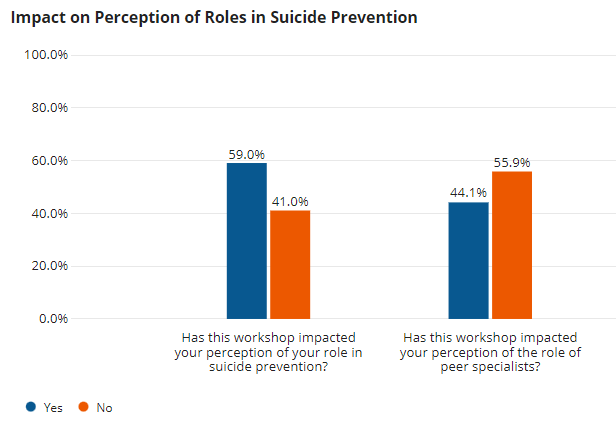 Impact on Perception of Roles in Suicide Prevention
100.0%
80.0%
60.0%
40.0%
20.0%
0.0%
59.0%
41.0%
44.1%
55.9%
Has this workshop impacted
your perception of your role in
suicide prevention?
Has this workshop impacted
your perception of the role of
peer specialists?
Yes
No